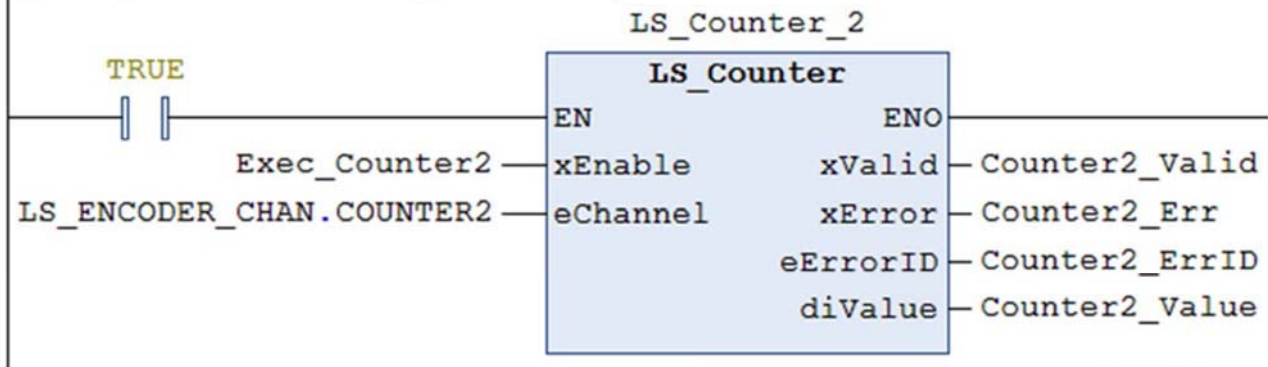 LS_Counter_2
TRUE
LS_Counter
EN ENO
Exec_Counter2 xEnable xValid Counter2_Valid
LS_ENCODER_CHAN.COUNTER2 eChannel xError Counter2_Err
eErrorID Counter2_ErrID
diValue Counter2_Value